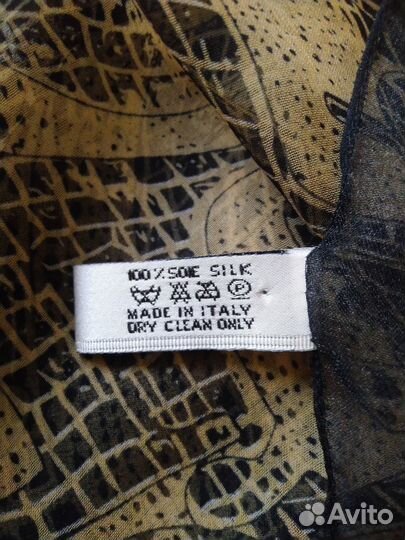 100% SOIE SILK
P
MADE IN ITALY
DRY CLEAN ONLY
Avito